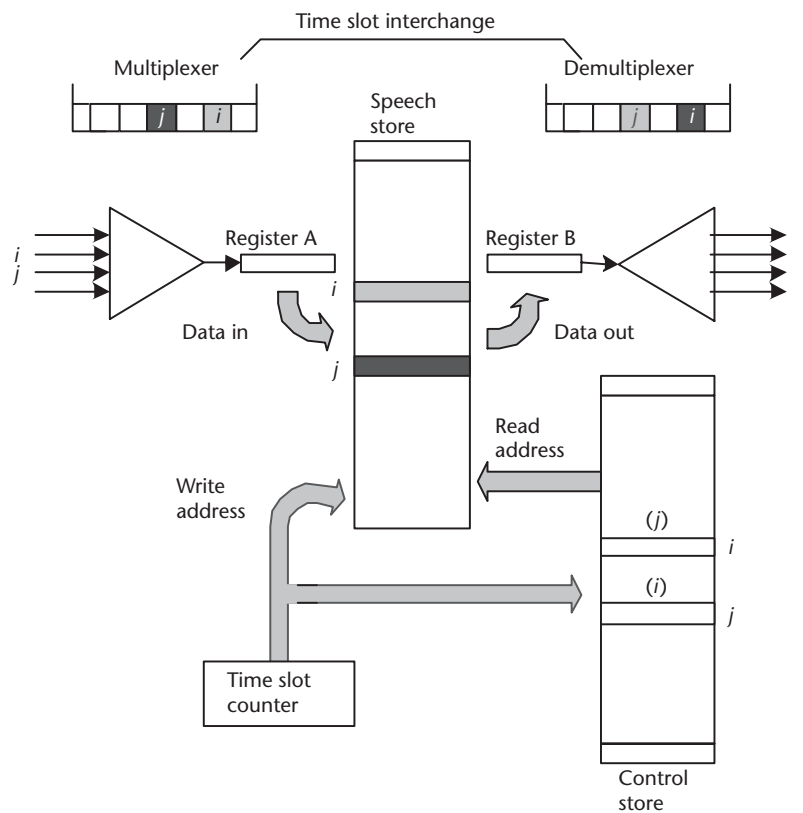 Time slot interchange
Multiplexer
Demultiplexer
j
i
j
i
Speech
store
Register A
Register B
i
j
i
Data in
Data out
j
Read
address
Write
address
(j)
i
(i)
j
Time slot
counter
Control
store